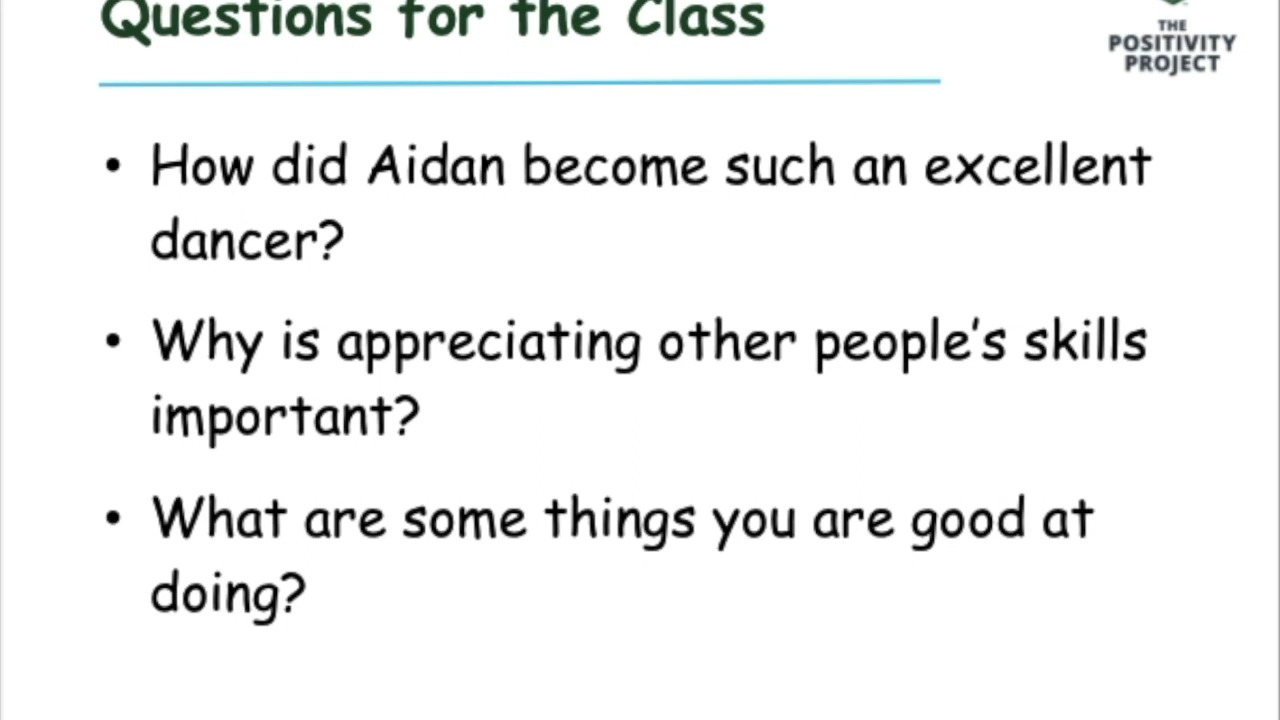 Questions for the Class
THE
POSITIVITY
PROJECT
• How did Aidan become such an excellent
dancer?
• Why is appreciating other people’s skills
important?
• What are some things you are good at
doing?